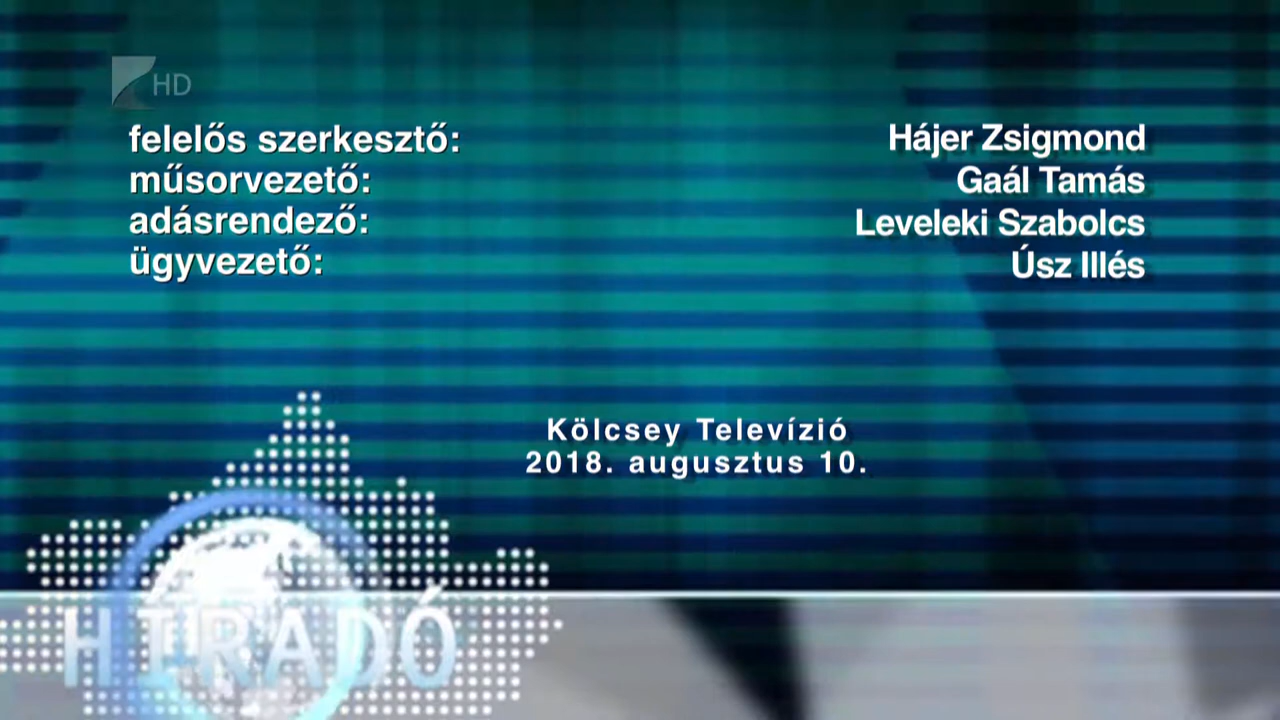 HD
felelős szerkesztő: Hájer Zsigmond
műsorvezető: Gaál Tamás
adásrendező: Leveleki Szabolcs
ügyvezető: Úsz Illés
Kölcsey Televízió
2018. augusztus 10.
HÍRADÓ